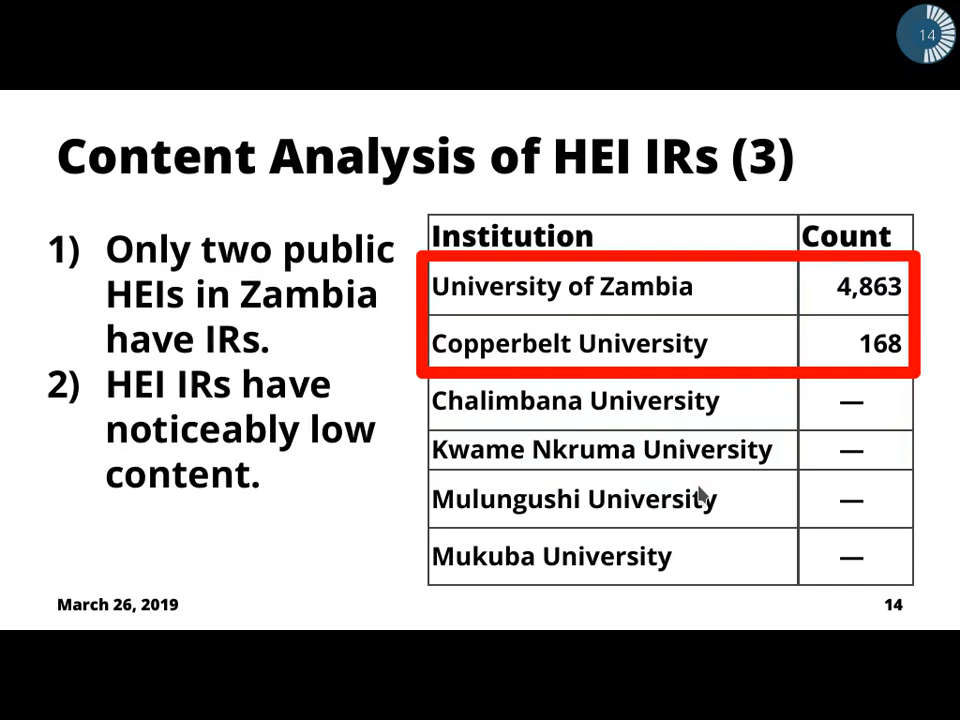 14
Content Analysis of HEI IRs (3)
1) Only two public
HEIs in Zambia
have IRs.
2) HEI IRs have
noticeably low
content.
Institution Count
University of Zambia 4,863
Copperbelt University 168
Chalimbana University —
Kwame Nkruma University —
Mulungushi University —
Mukuba University —
March 26, 2019 14